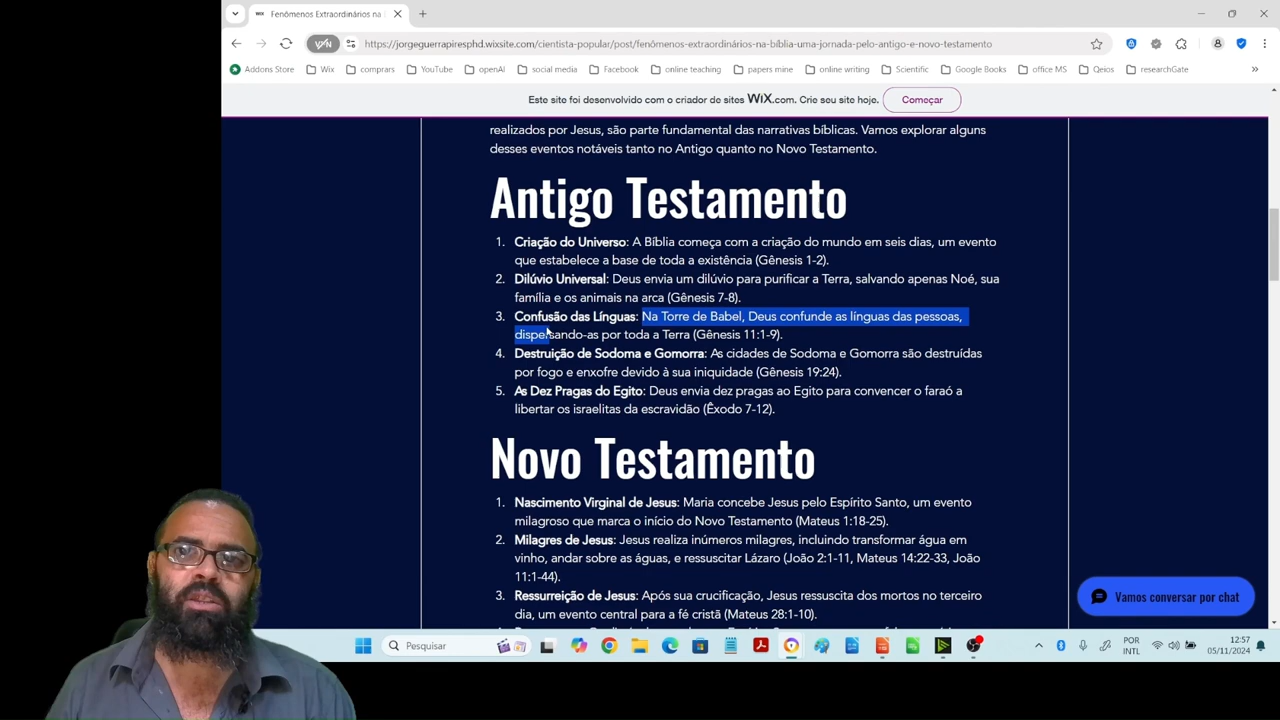 WIX Fenômenos Extraordinários na
VPN
https://jorgeguerrapiresphd.wixsite.com/cientista-popular/post/fenômenos-extraordinários-na-bíblia-uma-jornada-pelo-antigo-e-novo-testamento
Addons Store Wix comprars YouTube openAI social media Facebook online teaching papers mine online writing Scientific Google Books office MS Qeios researchGate
Este site foi desenvolvido com o criador de sites WiX.com. Crie seu site hoje. Começar
realizados por Jesus, são parte fundamental das narrativas bíblicas. Vamos explorar alguns
desses eventos notáveis tanto no Antigo quanto no Novo Testamento.
Antigo Testamento
1. Criação do Universo: A Bíblia começa com a criação do mundo em seis dias, um evento
que estabelece a base de toda a existência (Gênesis 1-2).
2. Dilúvio Universal: Deus envia um dilúvio para purificar a Terra, salvando apenas Noé, sua
família e os animais na arca (Gênesis 7-8).
3. Confusão das Línguas: Na Torre de Babel, Deus confunde as línguas das pessoas,
dispersando-as por toda a Terra (Gênesis 11:1-9).
4. Destruição de Sodoma e Gomorra: As cidades de Sodoma e Gomorra são destruídas
por fogo e enxofre devido à sua iniquidade (Gênesis 19:24).
5. As Dez Pragas do Egito: Deus envia dez pragas ao Egito para convencer o faraó a
libertar os israelitas da escravidão (Êxodo 7-12).
Novo Testamento
1. Nascimento Virginal de Jesus: Maria concebe Jesus pelo Espírito Santo, um evento
milagroso que marca o início do Novo Testamento (Mateus 1:18-25).
2. Milagres de Jesus: Jesus realiza inúmeros milagres, incluindo transformar água em
vinho, andar sobre as águas, e ressuscitar Lázaro (João 2:1-11, Mateus 14:22-33, João
11:1-44).
3. Ressurreição de Jesus: Após sua crucificação, Jesus ressuscita dos mortos no terceiro
dia, um evento central para a fé cristã (Mateus 28:1-10).
Vamos conversar por chat
Pesquisar
POR
INTL
12:57
05/11/2024